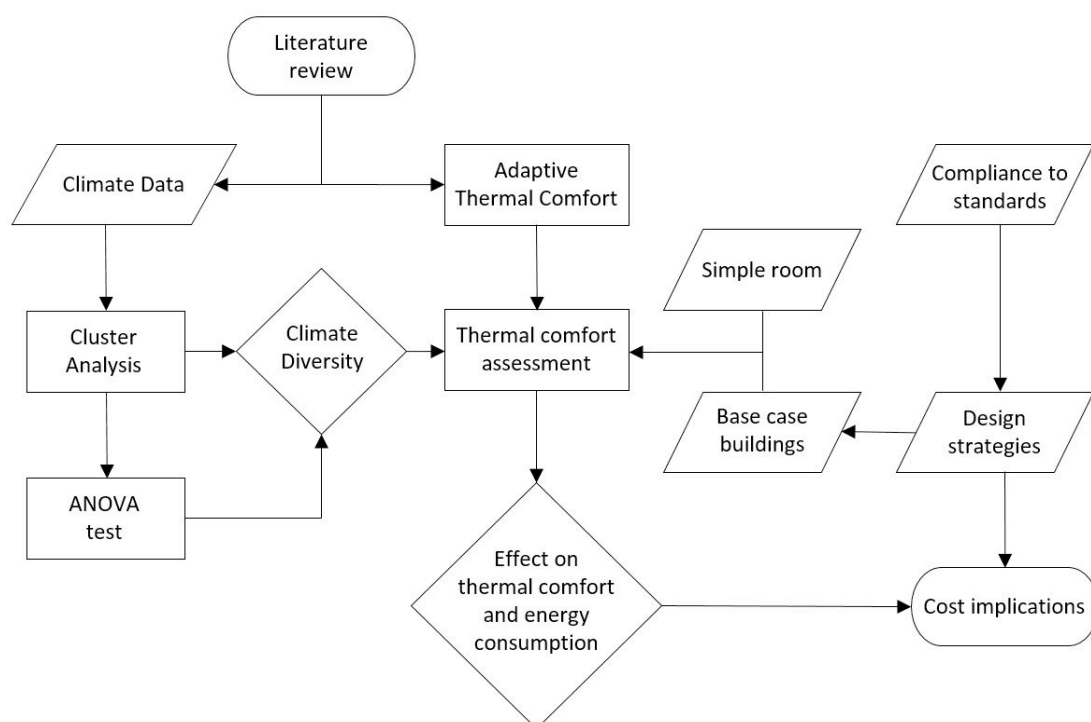 Literature
review
Climate Data
Adaptive
Thermal Comfort
Compliance to
standards
Simple room
Cluster
Analysis
Climate
Diversity
Thermal comfort
assessment
Base case
buildings
Design
strategies
ANOVA
test
Effect on
thermal comfort
and energy
consumption
Cost implications